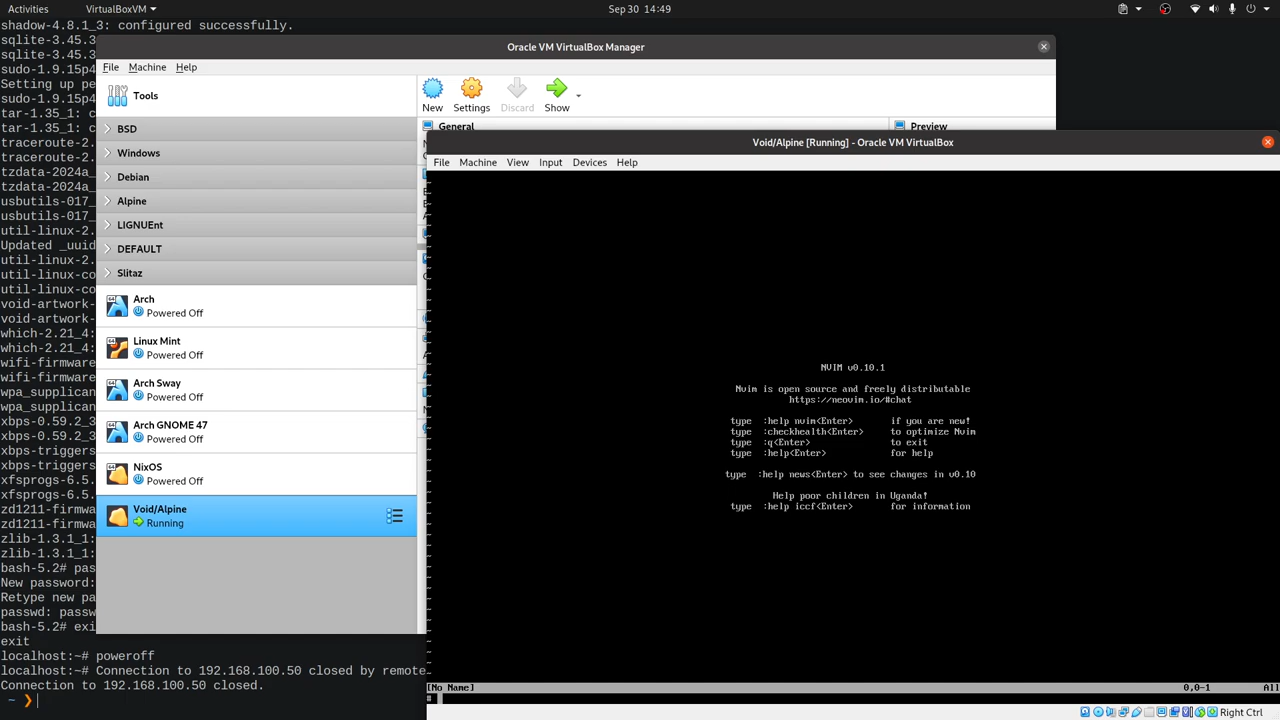 Activities
VirtualBoxVM
Sep 30 14:49
shadow-4.8.1_3: configured successfully.
sqlite-3.45.3
sqlite-3.45.3
sudo-1.9.15p4
Setting up pe
sudo-1.9.15p4
tar-1.35_1: c
tar-1.35_1: c
traceroute-2.
traceroute-2.
tzdata-2024a_
tzdata-2024a_
usbutils-017_
usbutils-017_
util-linux-2.
Updated _uuid
util-linux-2.
util-linux-co
util-linux-co
void-artwork-
void-artwork-
which-2.21_4:
which-2.21_4:
wifi-firmware
wifi-firmware
wpa_supplican
wpa_supplican
xbps-0.59.2_3
xbps-0.59.2_3
xbps-triggers
xbps-triggers
xfsprogs-6.5.
xfsprogs-6.5.
zd1211-firmwa
zd1211-firmwa
zlib-1.3.1_1:
zlib-1.3.1_1:
bash-5.2# pas
New password:
Retype new pa
passwd: passw
bash-5.2# exi
exit
localhost:~# poweroff
localhost:~# Connection to 192.168.100.50 closed by remote
Connection to 192.168.100.50 closed.
~ ❯
Oracle VM VirtualBox Manager
File Machine Help
Tools
New Settings Discard Show
BSD
Windows
Debian
Alpine
LIGNUEnt
DEFAULT
Slitaz
Arch
Powered Off
Linux Mint
Powered Off
Arch Sway
Powered Off
Arch GNOME 47
Powered Off
NixOS
Powered Off
Void/Alpine
Running
General
Preview
Void/Alpine [Running] - Oracle VM VirtualBox
File Machine View Input Devices Help
NVIM v0.10.1
Nvim is open source and freely distributable
https://neovim.io/#chat
type :help nvim<Enter> if you are new!
type :checkhealth<Enter> to optimize Nvim
type :q<Enter> to exit
type :help<Enter> for help
type :help news<Enter> to see changes in v0.10
Help poor children in Uganda!
type :help iccf<Enter> for information
[No Name] 0,0-1 All
Right Ctrl